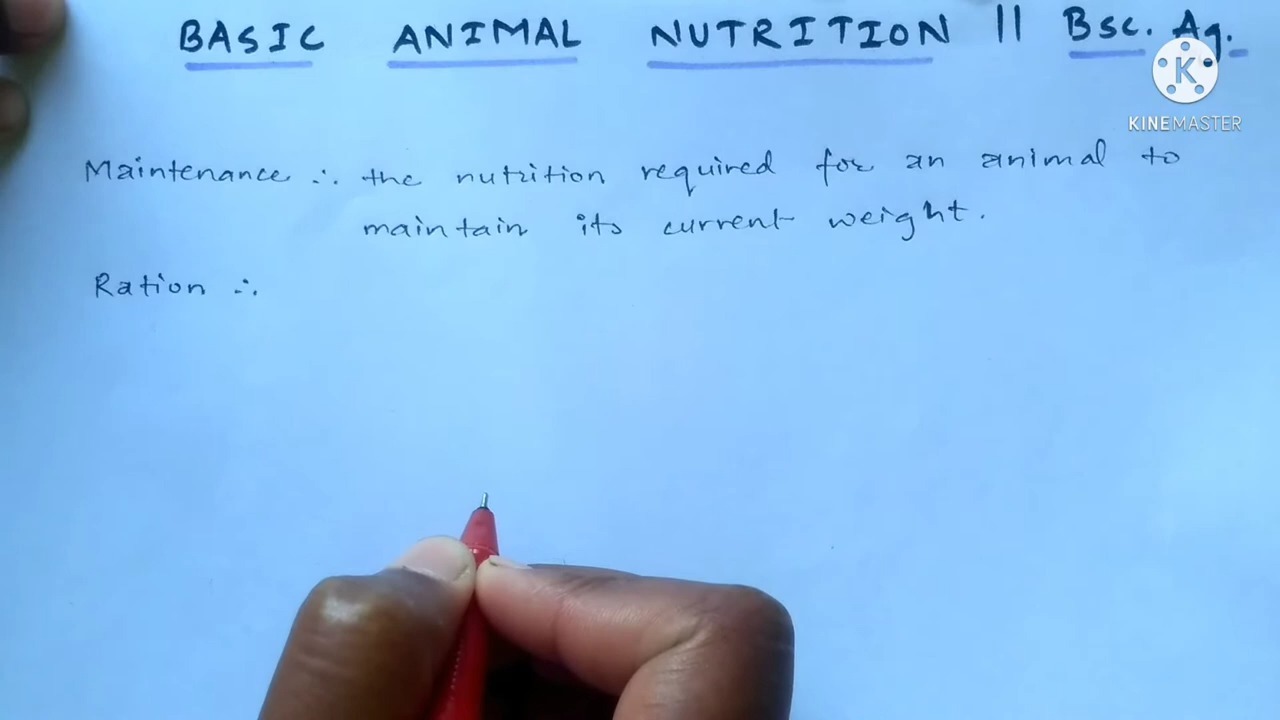 BASIC ANIMAL NUTRITION || Bsc. Ag.
KINEMASTER
Maintenance ∴ the nutrition required for an animal to
maintain its current weight.
Ration ∴